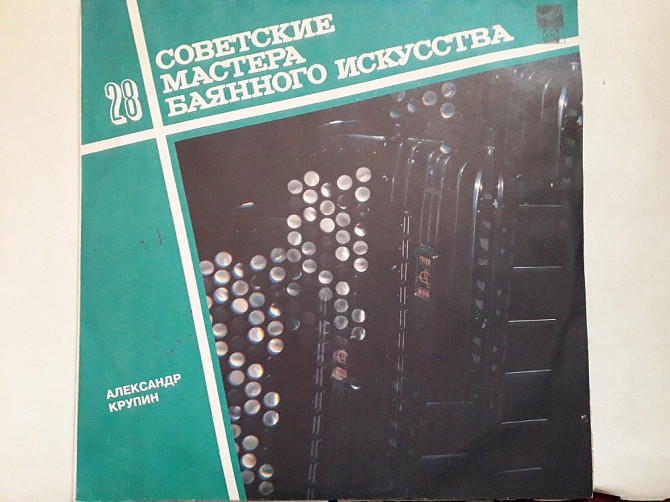 СОВЕТСКИЕ
МАСТЕРА
БАЯННОГО ИСКУССТВА
28
АЛЕКСАНДР
КРУПИН